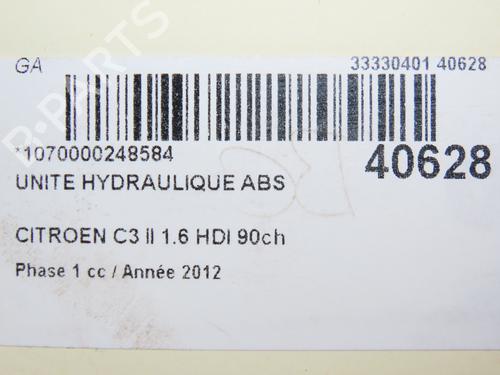 GA
33330401 40628
*1070000248584
40628
UNITE HYDRAULIQUE ABS
CITROEN C3 II 1.6 HDI 90ch
Phase 1 cc / Année 2012
B-PARTS